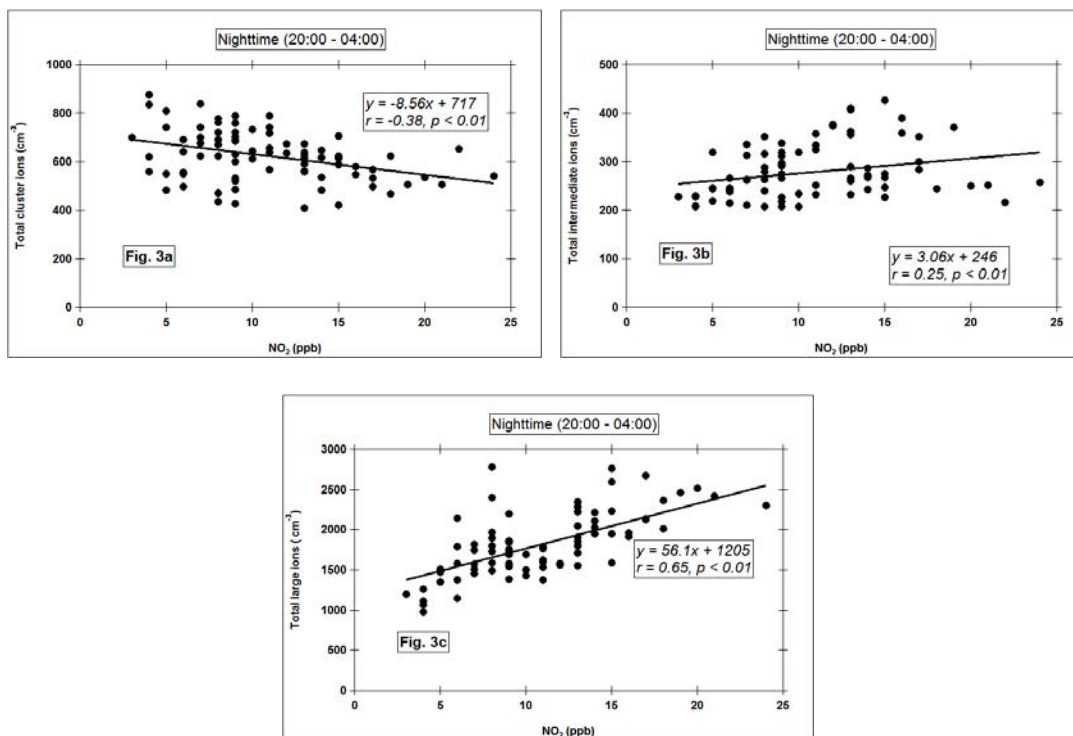 Nighttime (20:00 - 04:00)
1000
800
600
400
200
0
Total cluster ions (cm⁻³)
y = -8.56x + 717
r = -0.38, p < 0.01
Fig. 3a
0 5 10 15 20 25
NO₂ (ppb)
Nighttime (20:00 - 04:00)
500
400
300
200
100
0
Total intermediate ions (cm⁻³)
Fig. 3b
y = 3.06x + 246
r = 0.25, p < 0.01
0 5 10 15 20 25
NO₂ (ppb)
Nighttime (20:00 - 04:00)
3000
2500
2000
1500
1000
500
0
Total large ions ( cm⁻³)
y = 56.1x + 1205
r = 0.65, p < 0.01
Fig. 3c
0 5 10 15 20 25
NO₂ (ppb)